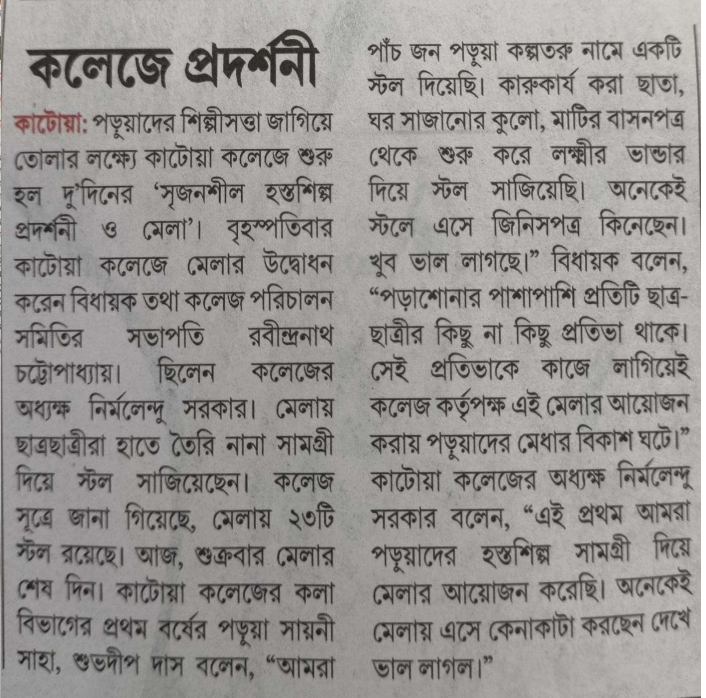 কলেজে প্রদর্শনী
কাটোয়া: পড়ুয়াদের শিল্পীসত্তা জাগিয়ে
তোলার লক্ষ্যে কাটোয়া কলেজে শুরু
হল দু’দিনের ‘সৃজনশীল হস্তশিল্প
প্রদর্শনী ও মেলা’। বৃহস্পতিবার
কাটোয়া কলেজে মেলার উদ্বোধন
করেন বিধায়ক তথা কলেজ পরিচালন
সমিতির সভাপতি রবীন্দ্রনাথ
চট্টোপাধ্যায়। ছিলেন কলেজের
অধ্যক্ষ নির্মলেন্দু সরকার। মেলায়
ছাত্রছাত্রীরা হাতে তৈরি নানা সামগ্রী
দিয়ে স্টল সাজিয়েছেন। কলেজ
সূত্রে জানা গিয়েছে, মেলায় ২৩টি
স্টল রয়েছে। আজ, শুক্রবার মেলার
শেষ দিন। কাটোয়া কলেজের কলা
বিভাগের প্রথম বর্ষের পড়ুয়া সায়নী
সাহা, শুভদীপ দাস বলেন, “আমরা
পাঁচ জন পড়ুয়া কল্পতরু নামে একটি
স্টল দিয়েছি। কারুকার্য করা ছাতা,
ঘর সাজানোর কুলো, মাটির বাসনপত্র
থেকে শুরু করে লক্ষ্মীর ভান্ডার
দিয়ে স্টল সাজিয়েছি। অনেকেই
স্টলে এসে জিনিসপত্র কিনেছেন।
খুব ভাল লাগছে।” বিধায়ক বলেন,
“পড়াশোনার পাশাপাশি প্রতিটি ছাত্র-
ছাত্রীর কিছু না কিছু প্রতিভা থাকে।
সেই প্রতিভাকে কাজে লাগিয়েই
কলেজ কর্তৃপক্ষ এই মেলার আয়োজন
করায় পড়ুয়াদের মেধার বিকাশ ঘটে।”
কাটোয়া কলেজের অধ্যক্ষ নির্মলেন্দু
সরকার বলেন, “এই প্রথম আমরা
পড়ুয়াদের হস্তশিল্প সামগ্রী দিয়ে
মেলার আয়োজন করেছি। অনেকেই
মেলায় এসে কেনাকাটা করছেন দেখে
ভাল লাগল।”